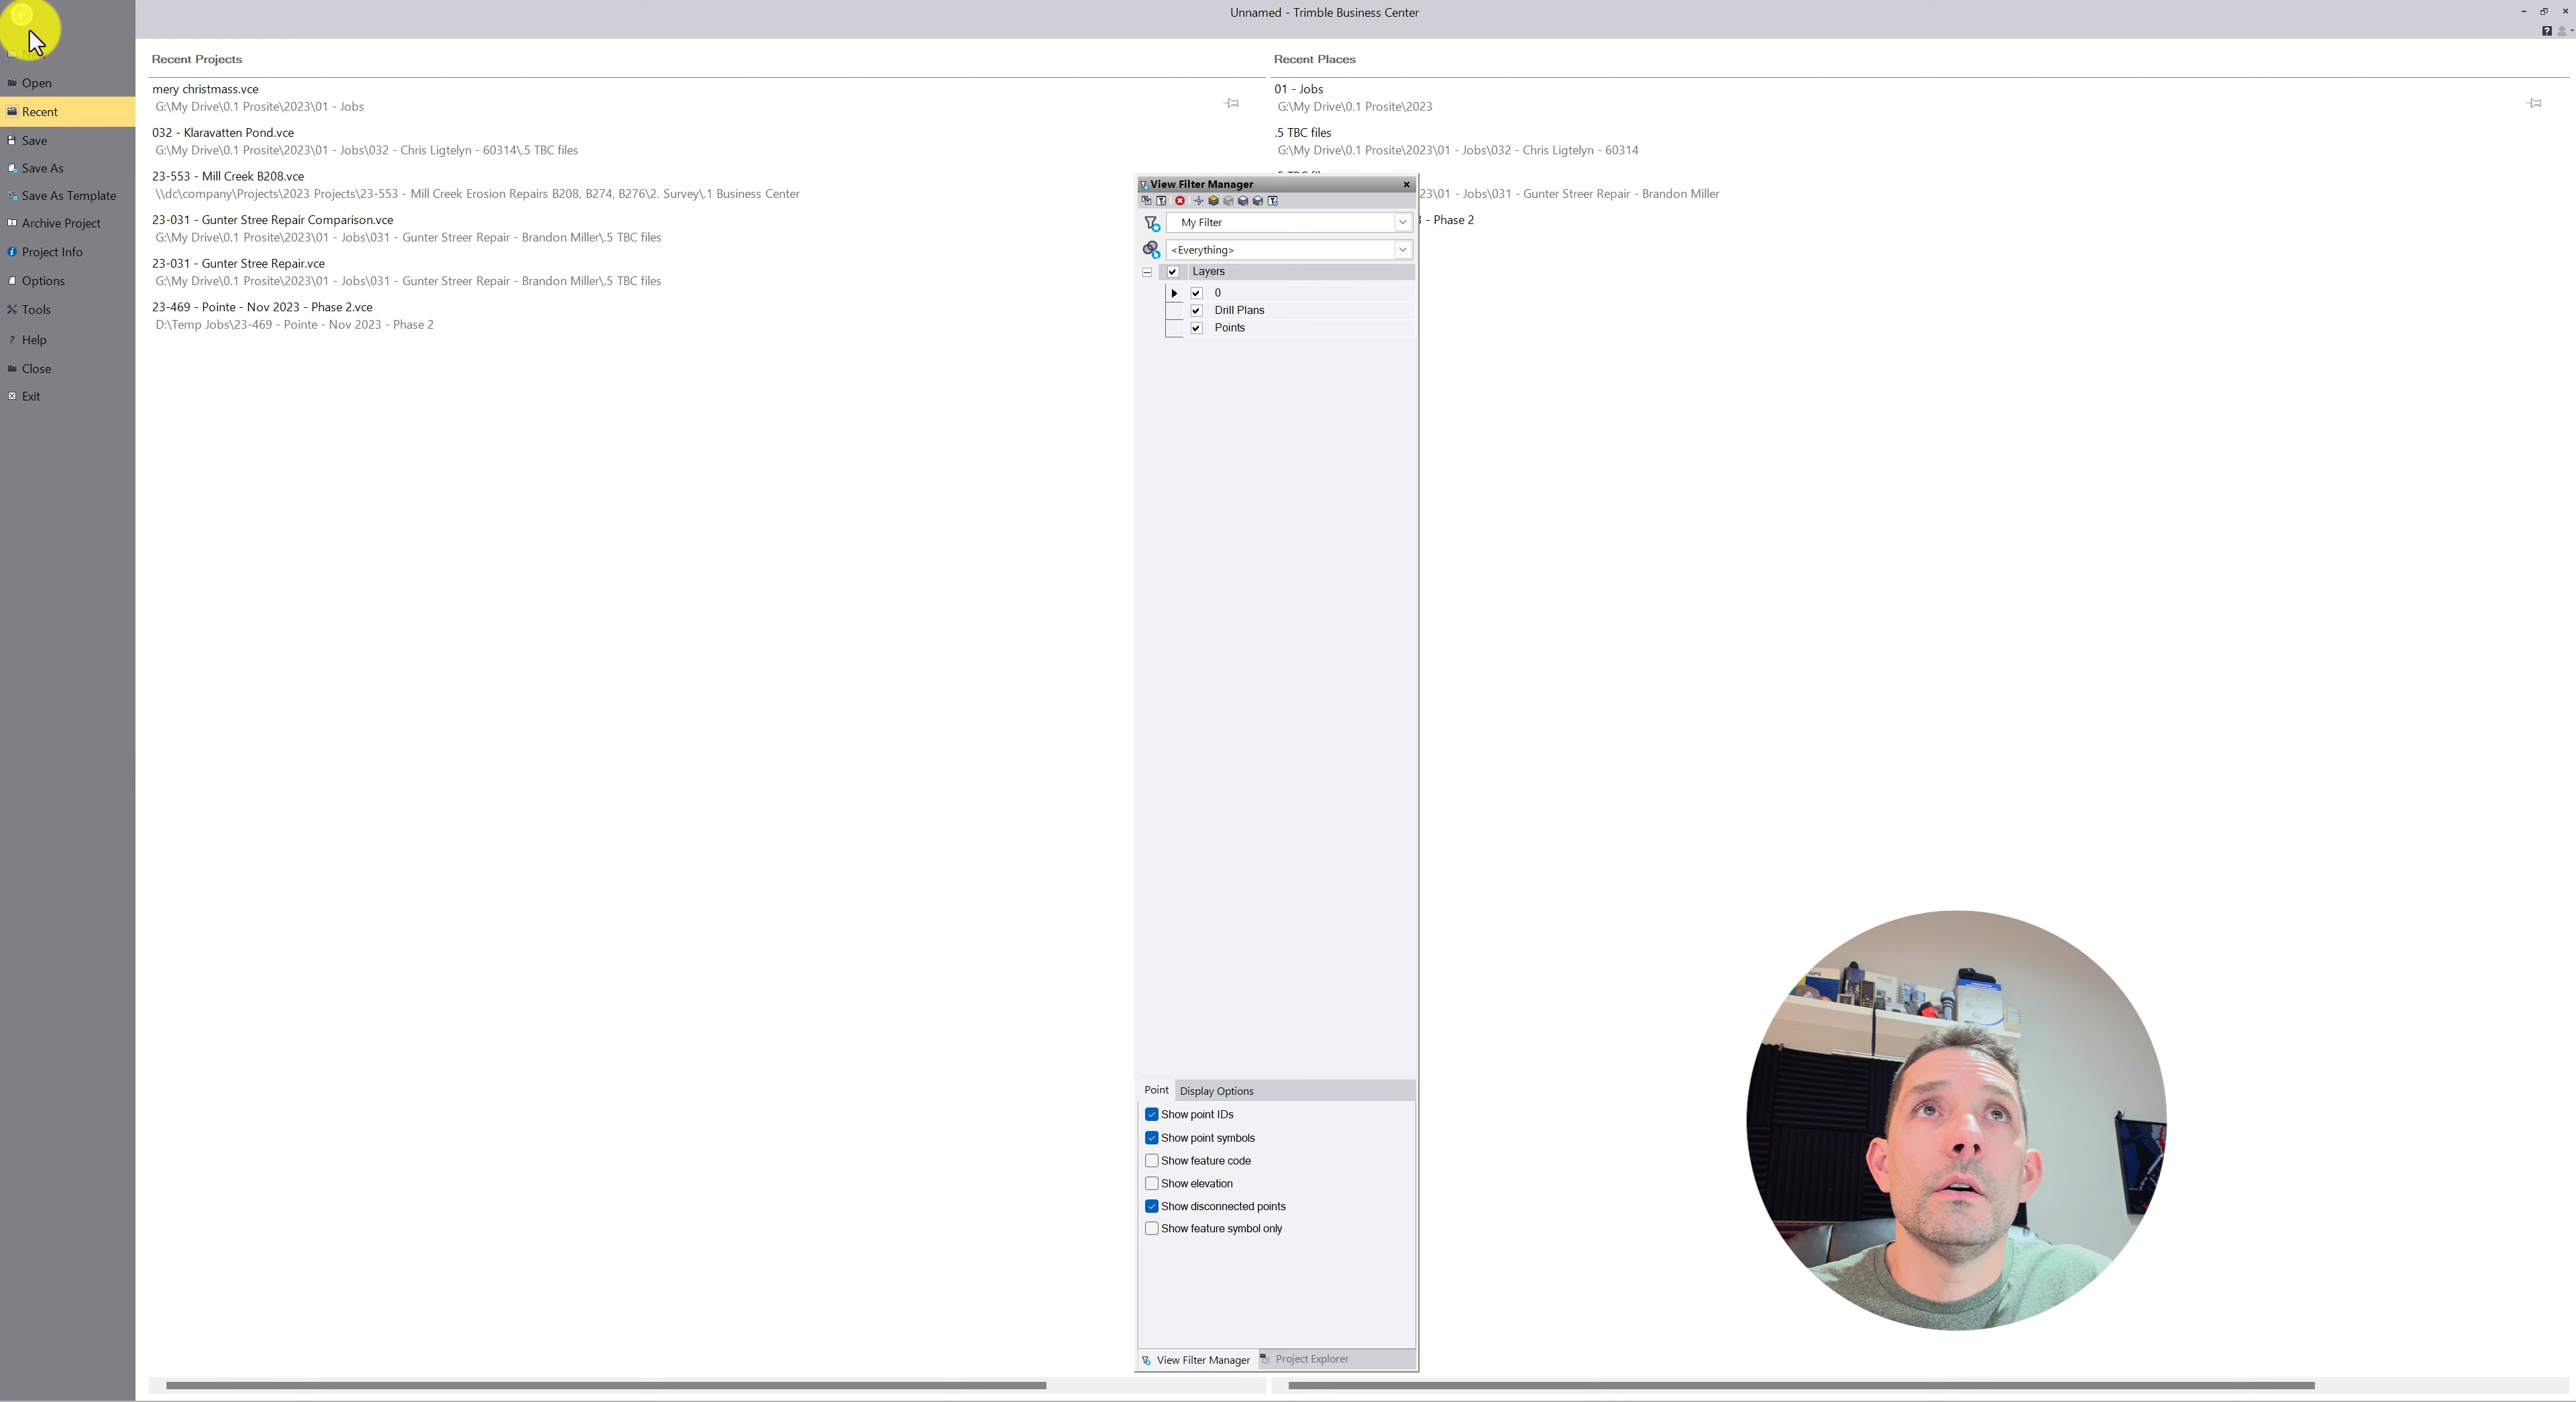 Unnamed - Trimble Business Center
Open
Recent
Save
Save As
Save As Template
Archive Project
Project Info
Options
Tools
Help
Close
Exit
Recent Projects
mery christmass.vce
G:\My Drive\0.1 Prosite\2023\01 - Jobs
032 - Klaravatten Pond.vce
G:\My Drive\0.1 Prosite\2023\01 - Jobs\032 - Chris Ligtelyn - 60314\.5 TBC files
23-553 - Mill Creek B208.vce
\\dc\company\Projects\2023 Projects\23-553 - Mill Creek Erosion Repairs B208, B274, B276\2. Survey\.1 Business Center
23-031 - Gunter Stree Repair Comparison.vce
G:\My Drive\0.1 Prosite\2023\01 - Jobs\031 - Gunter Streer Repair - Brandon Miller\.5 TBC files
23-031 - Gunter Stree Repair.vce
G:\My Drive\0.1 Prosite\2023\01 - Jobs\031 - Gunter Streer Repair - Brandon Miller\.5 TBC files
23-469 - Pointe - Nov 2023 - Phase 2.vce
D:\Temp Jobs\23-469 - Pointe - Nov 2023 - Phase 2
Recent Places
01 - Jobs
G:\My Drive\0.1 Prosite\2023
.5 TBC files
G:\My Drive\0.1 Prosite\2023\01 - Jobs\032 - Chris Ligtelyn - 60314
23\01 - Jobs\031 - Gunter Streer Repair - Brandon Miller
- Phase 2
View Filter Manager
My Filter
<Everything>
Layers
0
Drill Plans
Points
Point Display Options
Show point IDs
Show point symbols
Show feature code
Show elevation
Show disconnected points
Show feature symbol only
View Filter Manager Project Explorer